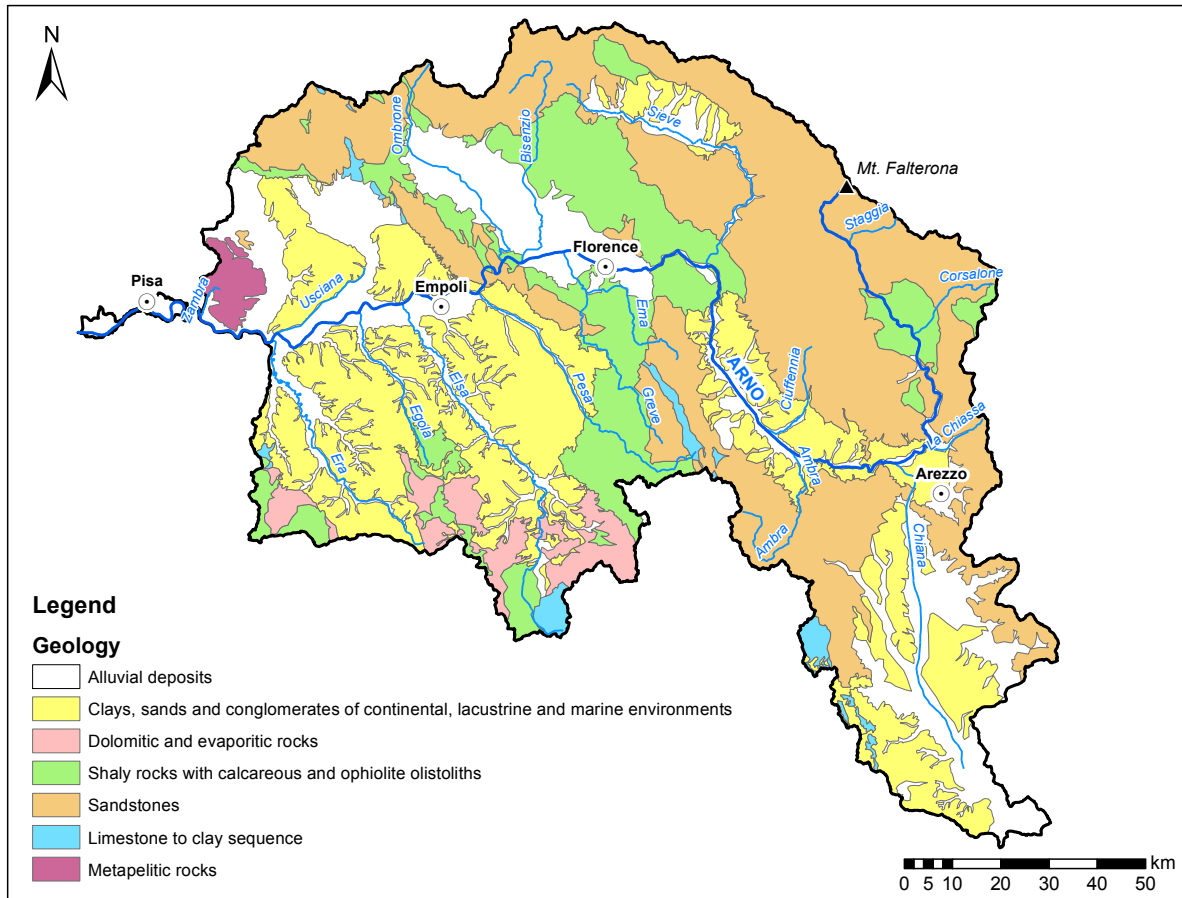 N
Ombrone
Bisenzio
Sieve
Mt. Falterona
Staggia
Corsalone
Florence
Pisa
Zambra
Usciana
Empoli
Ema
Ciuffennia
ARNO
Pesa
Greve
Elsa
Egola
Era
La Chiassa
Ambra
Arezzo
Ambra
Chiana
Legend
Geology
Alluvial deposits
Clays, sands and conglomerates of continental, lacustrine and marine environments
Dolomitic and evaporitic rocks
Shaly rocks with calcareous and ophiolite olistoliths
Sandstones
Limestone to clay sequence
Metapelitic rocks
km
0 5 10 20 30 40 50